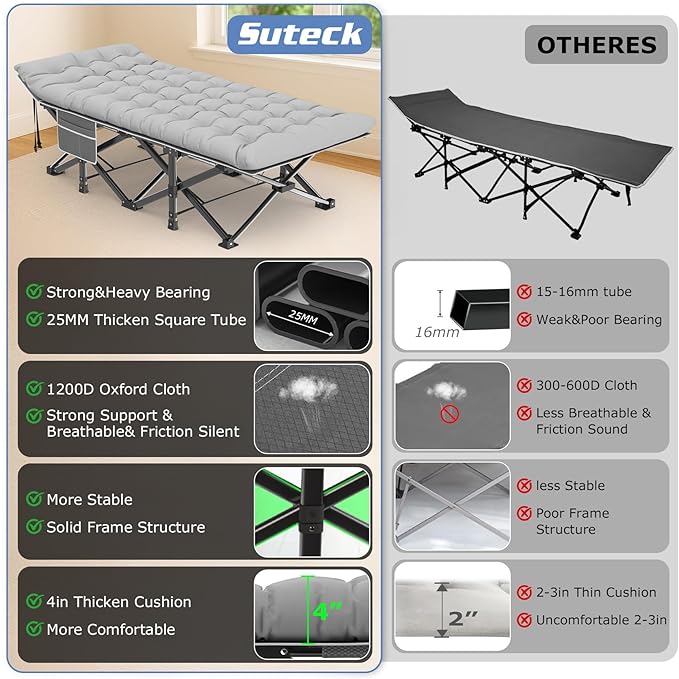 Suteck
OTHERES
Strong&Heavy Bearing
25MM Thicken Square Tube
25MM
16mm
15-16mm tube
Weak&Poor Bearing
1200D Oxford Cloth
Strong Support &
Breathable& Friction Silent
300-600D Cloth
Less Breathable &
Friction Sound
More Stable
Solid Frame Structure
less Stable
Poor Frame
Structure
4in Thicken Cushion
More Comfortable
4”
2”
2-3in Thin Cushion
Uncomfortable 2-3in